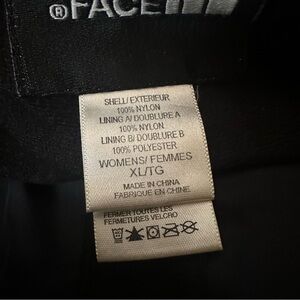 ®FACE
SHELL/ EXTERIEUR
100% NYLON
LINING A/ DOUBLURE A
100% NYLON
LINING B/ DOUBLURE B
100% POLYESTER
WOMENS/ FEMMES
XL/TG
MADE IN CHINA
FABRIQUE EN CHINE
FERMER TOUTES LES
FERMETURES VELCRO